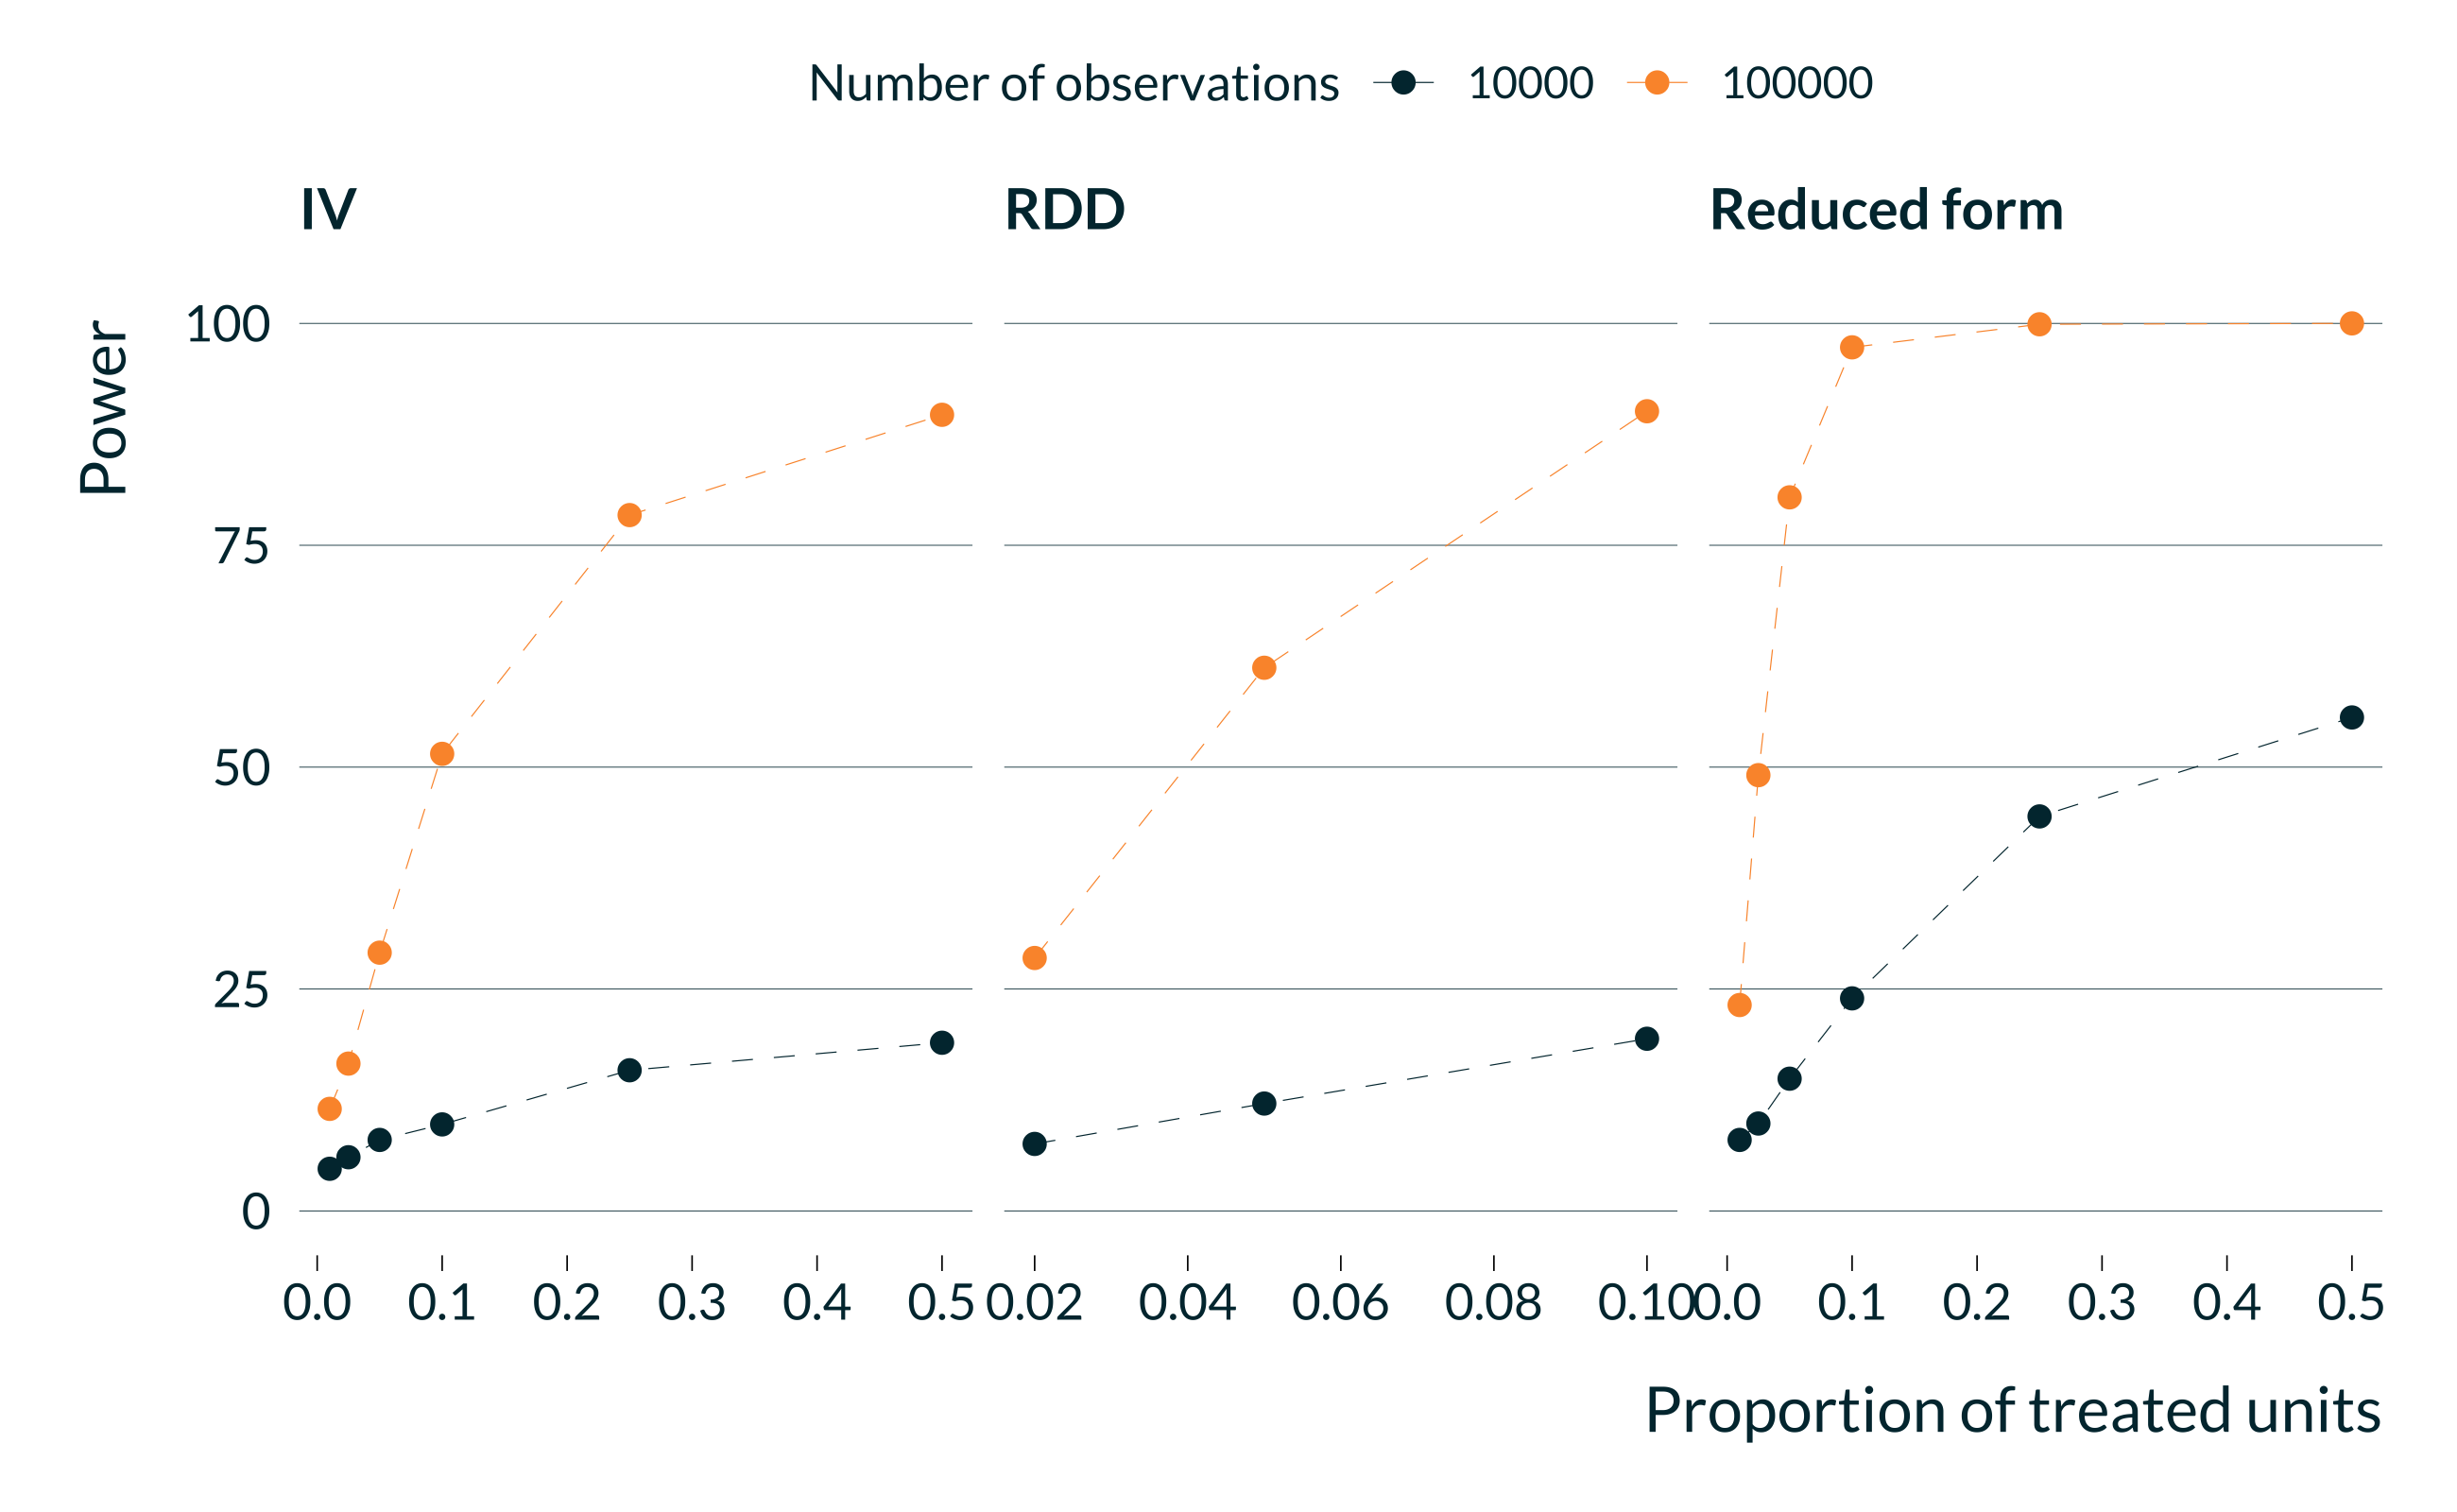 Number of observations 10000 100000
IV RDD Reduced form
Power
100
75
50
25
0
0.0 0.1 0.2 0.3 0.4 0.5 0.02 0.04 0.06 0.08 0.10 0.0 0.1 0.2 0.3 0.4 0.5
Proportion of treated units